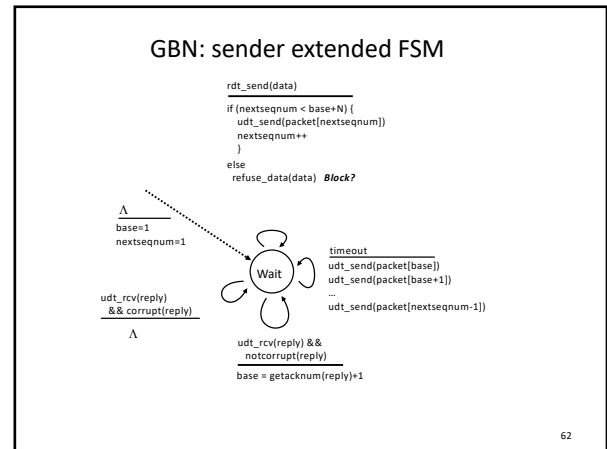 GBN: sender extended FSM
rdt_send(data)
if (nextseqnum < base+N) {
udt_send(packet[nextseqnum])
nextseqnum++
}
else
refuse_data(data) Block?
Λ
base=1
nextseqnum=1
Wait
timeout
udt_send(packet[base])
udt_send(packet[base+1])
…
udt_send(packet[nextseqnum-1])
udt_rcv(reply)
&& corrupt(reply)
Λ
udt_rcv(reply) &&
notcorrupt(reply)
base = getacknum(reply)+1
62